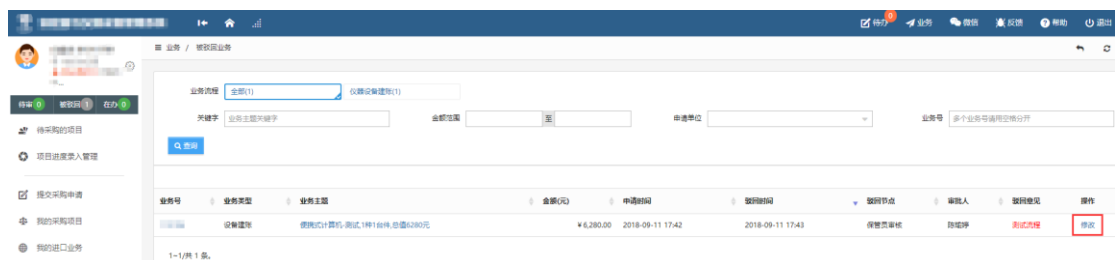 待办 0 业务 微信 反馈 帮助 退出
业务 / 被驳回业务
待审 0 被驳回 1 在办 0
业务流程 全部(1) 仪器设备建账(1)
关键字 业务主题关键字 金额范围 至 申请单位 业务号 多个业务号请用空格分开
查询
待采购的项目
项目进度录入管理
提交采购申请
我的采购项目
我的进口业务
业务号 业务类型 业务主题 金额(元) 申请时间 驳回时间 驳回节点 审批人 驳回意见 操作
设备建账 便携式计算机-测试,1种1台件,总值6280元 ¥6,280.00 2018-09-11 17:42 2018-09-11 17:43 保管员审核 测试流程 修改
1~1/共 1 条。